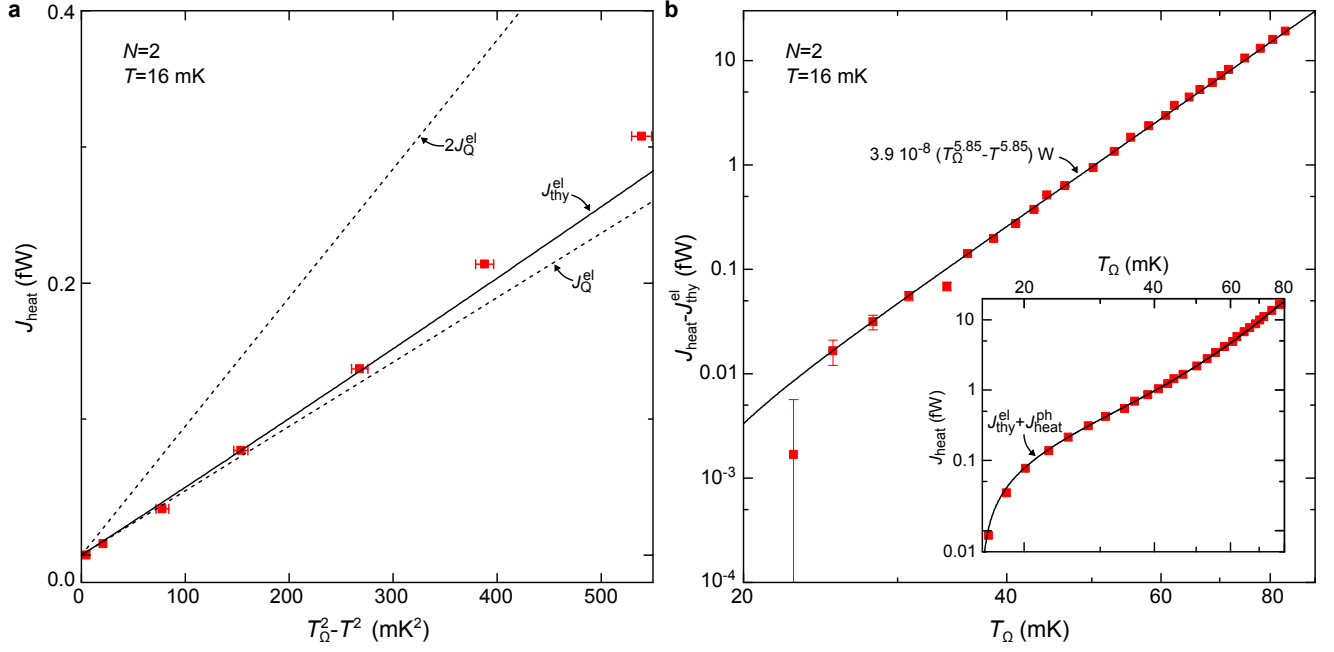 a
N=2
T=16 mK
2J_Q^el
J_thy^el
J_Q^el
J_heat (fW)
0.4
0.2
0.0
0 100 200 300 400 500
T_Ω^2-T^2 (mK^2)
b
N=2
T=16 mK
3.9 10^-8 (T_Ω^5.85-T^5.85) W
J_heat-J_thy^el (fW)
10
1
0.1
0.01
10^-3
10^-4
20 40 60 80
T_Ω (mK)
T_Ω (mK)
20 40 60 80
J_heat (fW)
10
1
0.1
0.01
J_thy^el+J_heat^ph